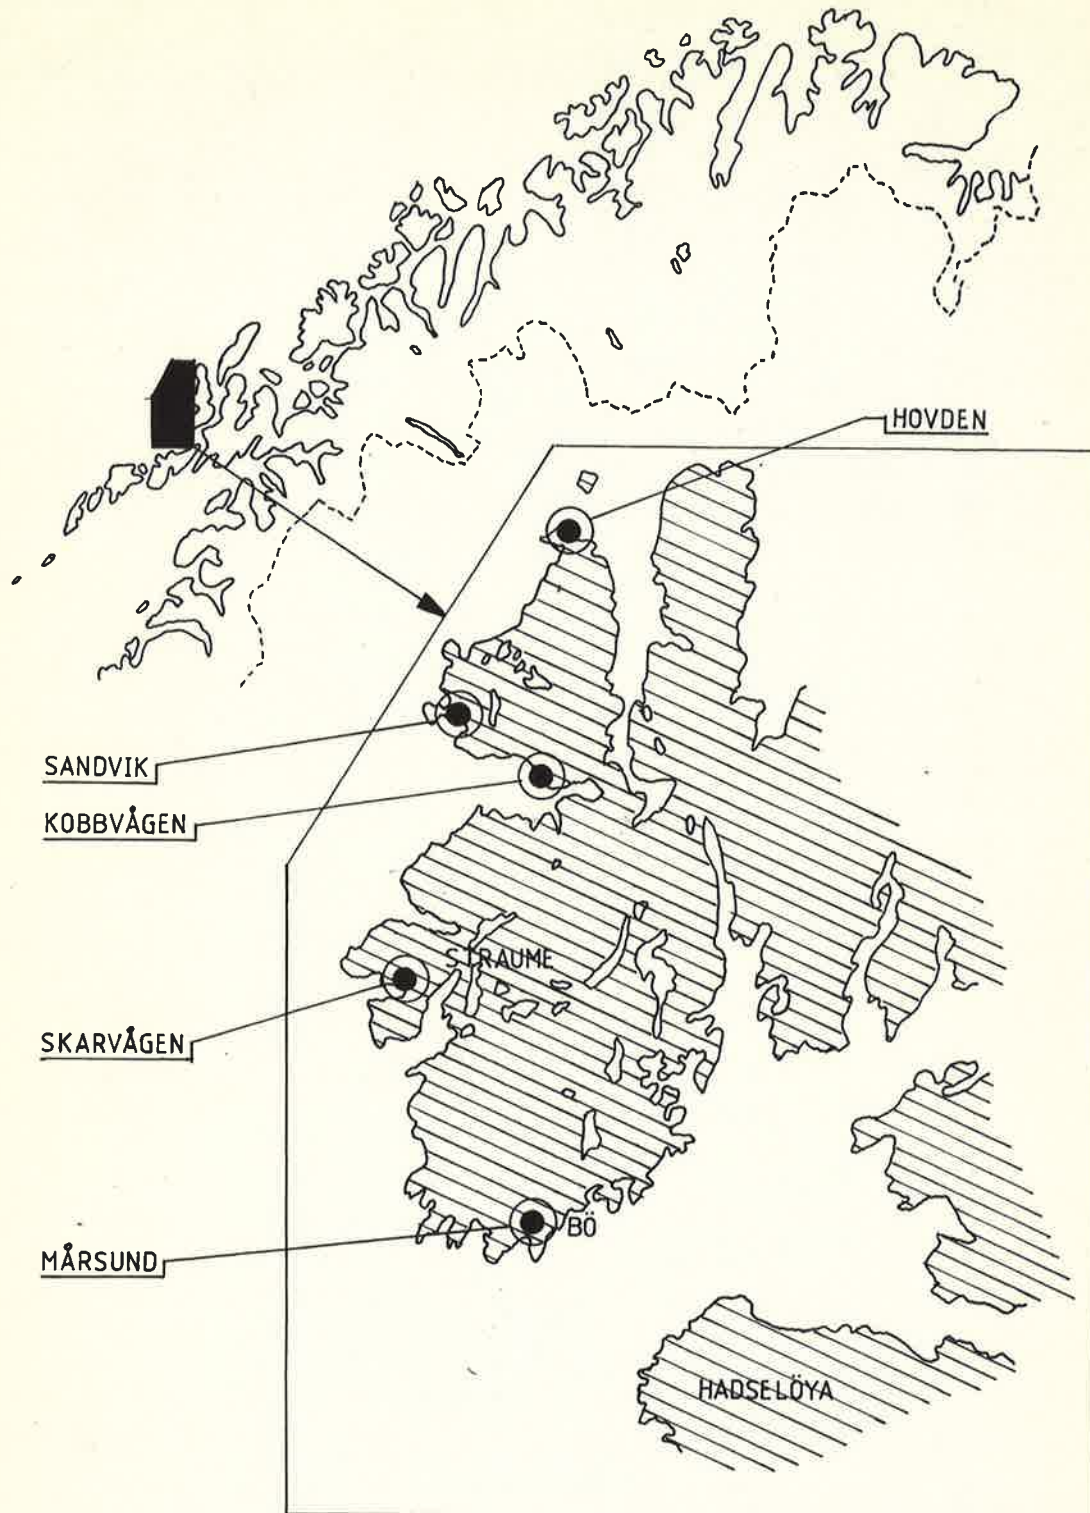 HOVDEN
SANDVIK
KOBBVÅGEN
STRAUME
SKARVÅGEN
BÖ
MÅRSUND
HADSELÖYA